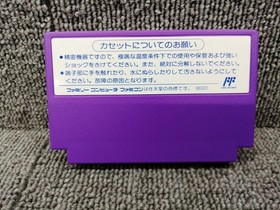 カセットについてのお願い
●精密機器ですので、極端な温度条件下での使用や保管および強い
ショックをさけてください。また、絶対に分解しないでください。
●端子部に手を触れたり、水にぬらしたりして汚さないようにして
ください。故障の原因となります。
ファミリーコンピュータ ファミコンは任天堂の商標です。
FF